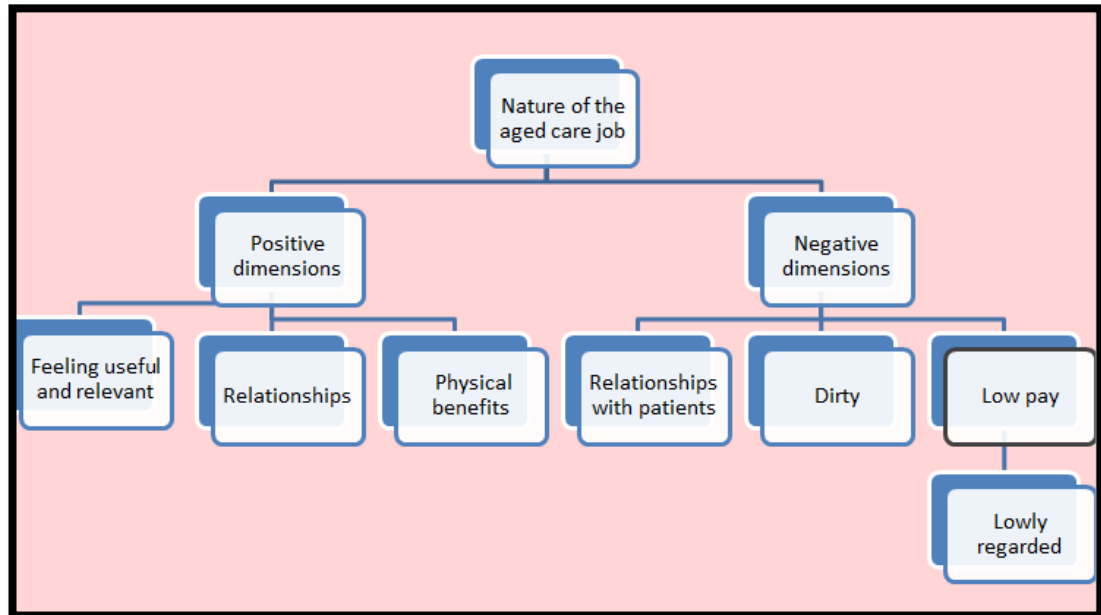 Nature of the
aged care job
Positive
dimensions
Negative
dimensions
Feeling useful
and relevant
Relationships
Physical
benefits
Relationships
with patients
Dirty
Low pay
Lowly
regarded